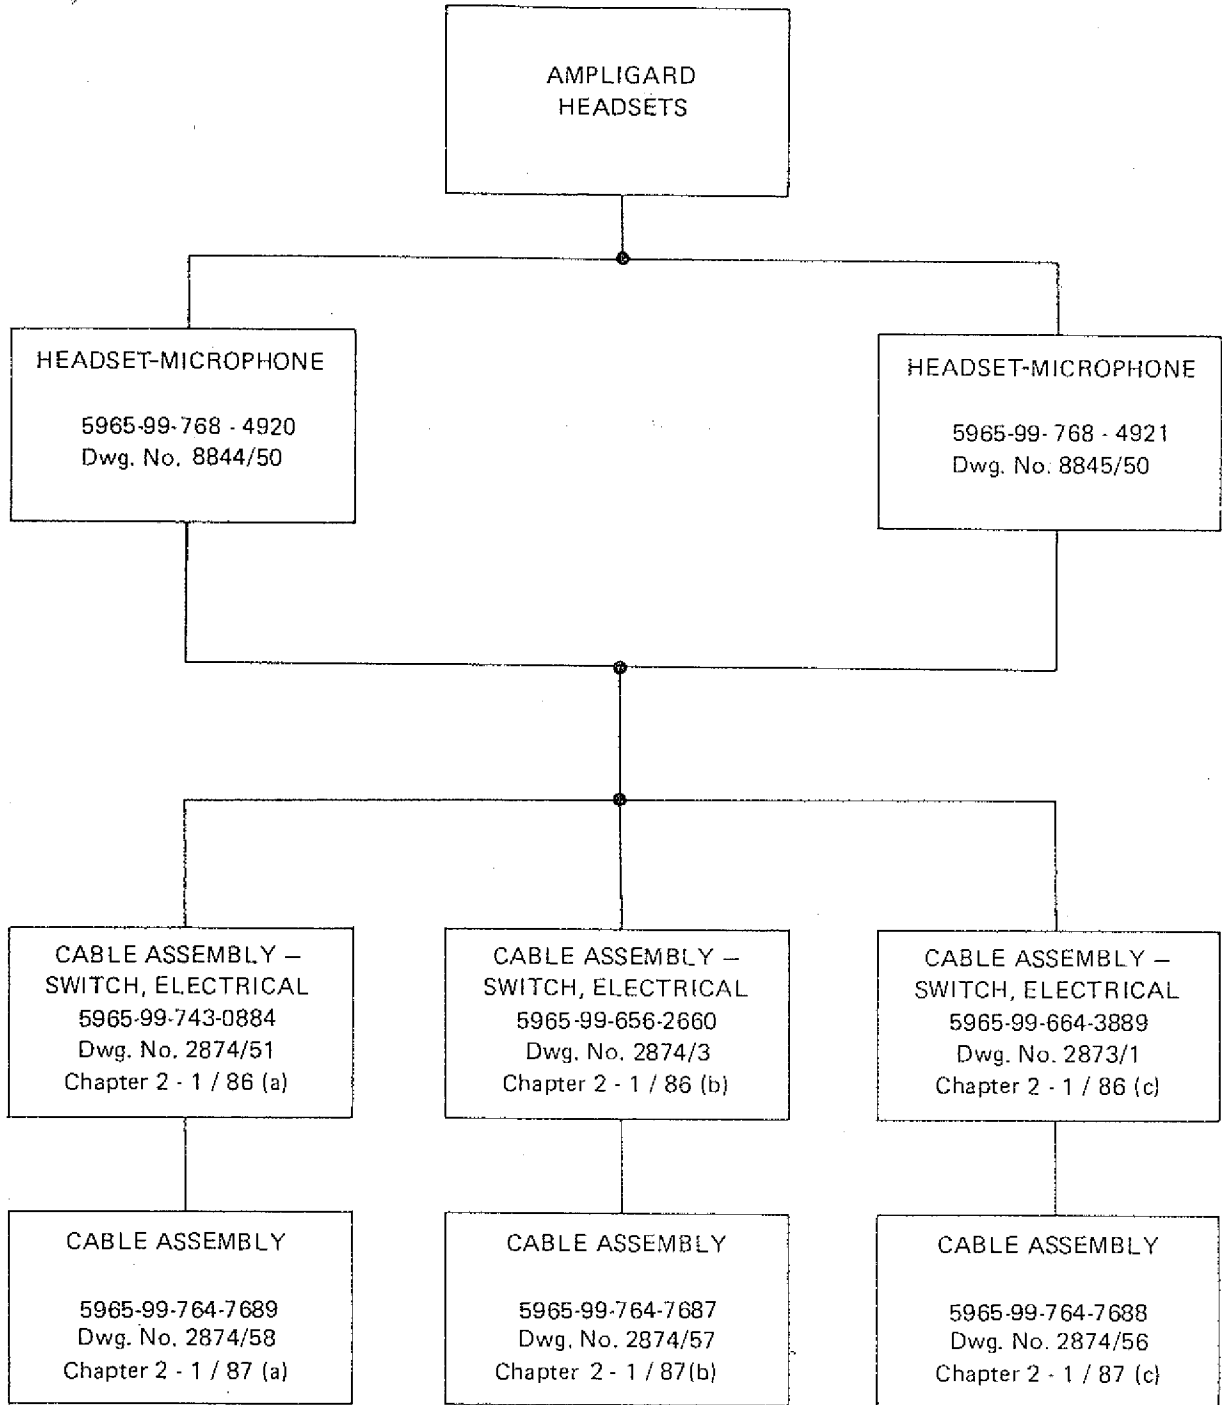 AMPLIGARD
HEADSETS
HEADSET-MICROPHONE
5965-99-768 - 4920
Dwg. No. 8844/50
HEADSET-MICROPHONE
5965-99-768 - 4921
Dwg. No. 8845/50
CABLE ASSEMBLY –
SWITCH, ELECTRICAL
5965-99-743-0884
Dwg. No. 2874/51
Chapter 2 - 1 / 86 (a)
CABLE ASSEMBLY –
SWITCH, ELECTRICAL
5965-99-656-2660
Dwg. No. 2874/3
Chapter 2 - 1 / 86 (b)
CABLE ASSEMBLY –
SWITCH, ELECTRICAL
5965-99-664-3889
Dwg. No. 2873/1
Chapter 2 - 1 / 86 (c)
CABLE ASSEMBLY
5965-99-764-7689
Dwg. No. 2874/58
Chapter 2 - 1 / 87 (a)
CABLE ASSEMBLY
5965-99-764-7687
Dwg. No. 2874/57
Chapter 2 - 1 / 87(b)
CABLE ASSEMBLY
5965-99-764-7688
Dwg. No. 2874/56
Chapter 2 - 1 / 87 (c)